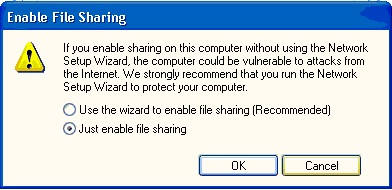 Enable File Sharing
If you enable sharing on this computer without using the Network
Setup Wizard, the computer could be vulnerable to attacks from
the Internet. We strongly recommend that you run the Network
Setup Wizard to protect your computer.
Use the wizard to enable file sharing (Recommended)
Just enable file sharing
OK
Cancel